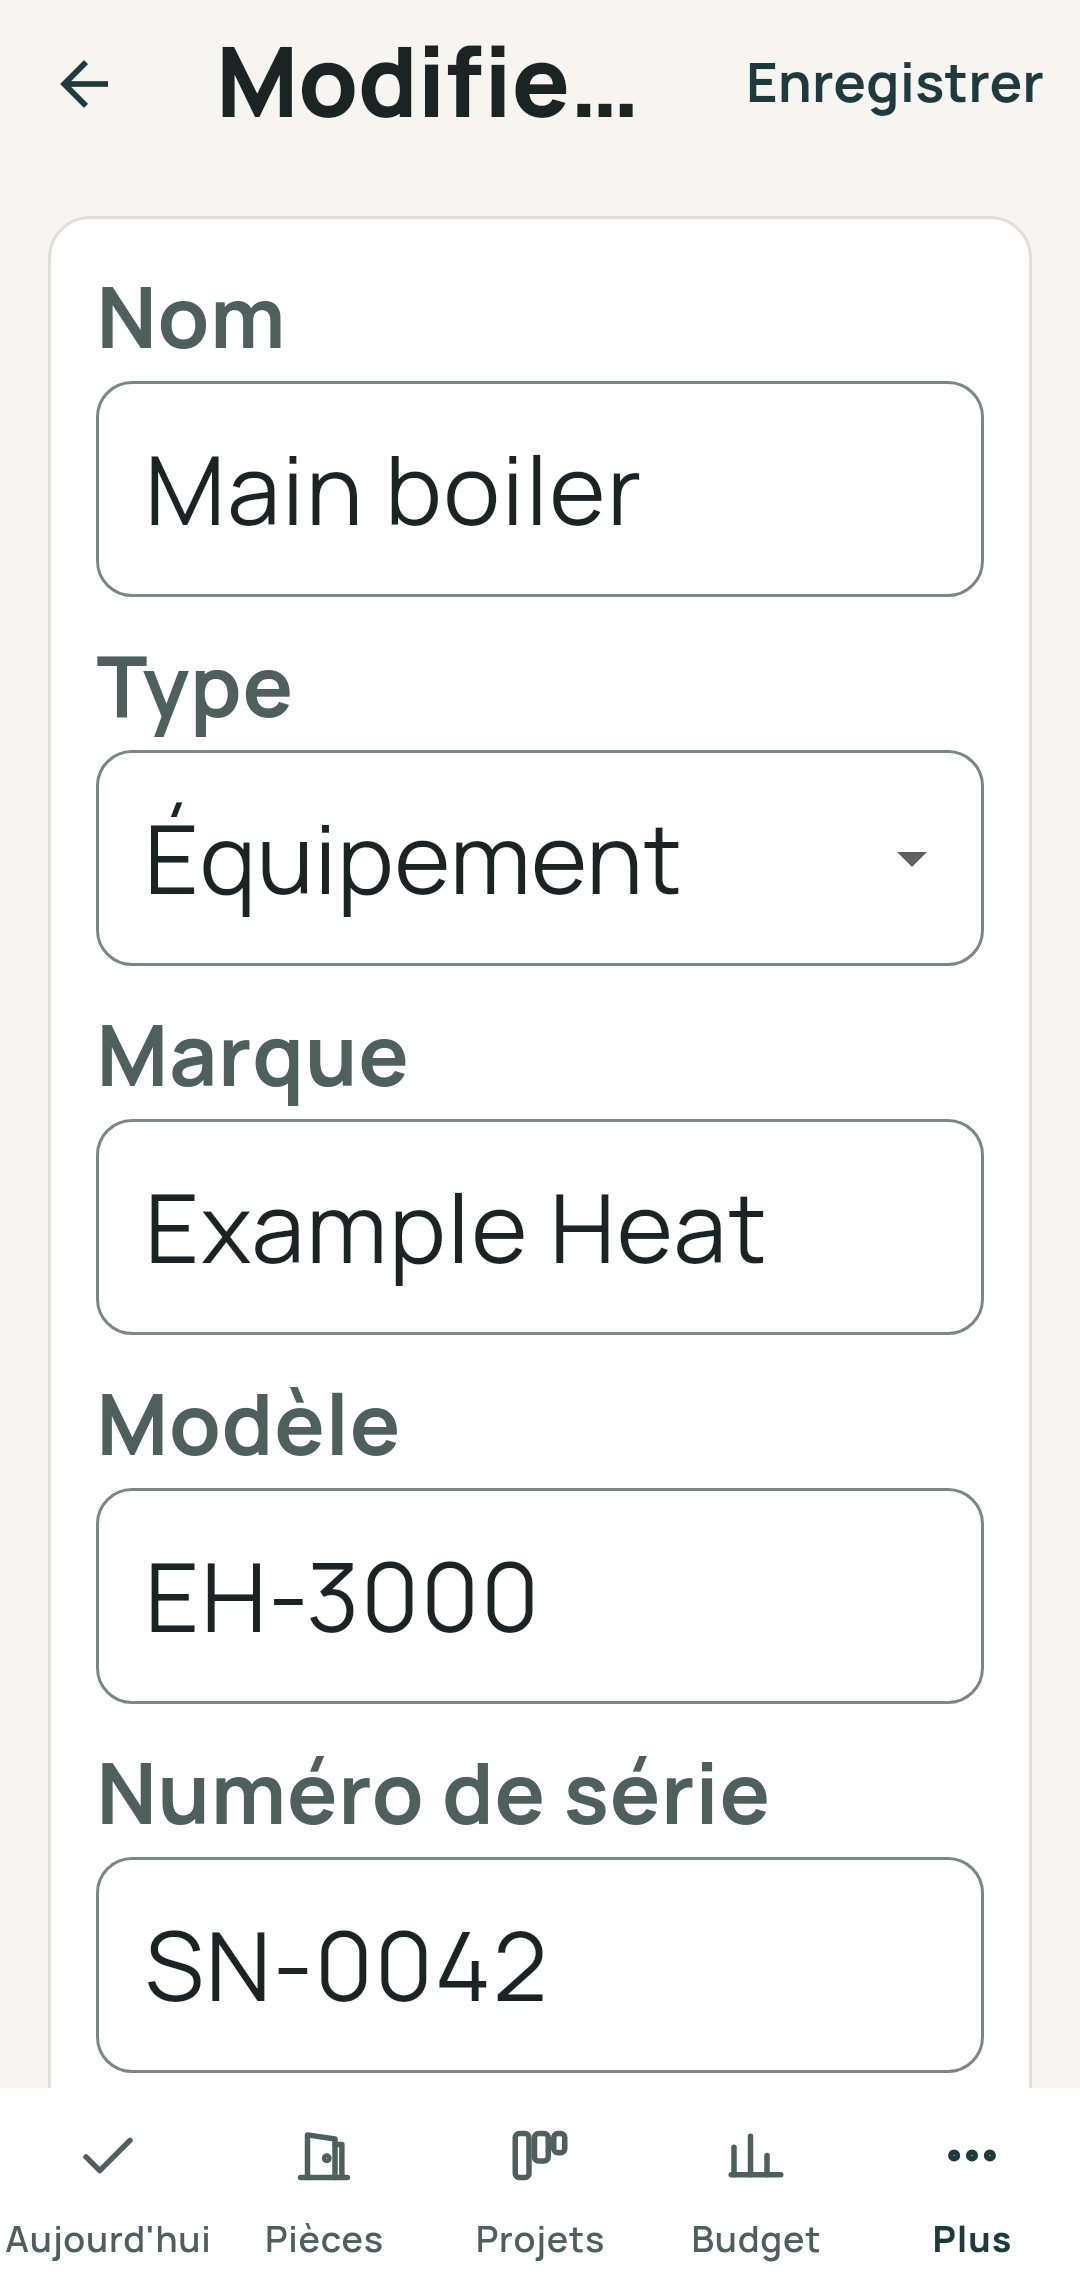 Modifie...
Enregistrer
Nom
Main boiler
Type
Équipement
Marque
Example Heat
Modèle
EH-3000
Numéro de série
SN-0042
Aujourd'hui
Pièces
Projets
Budget
Plus